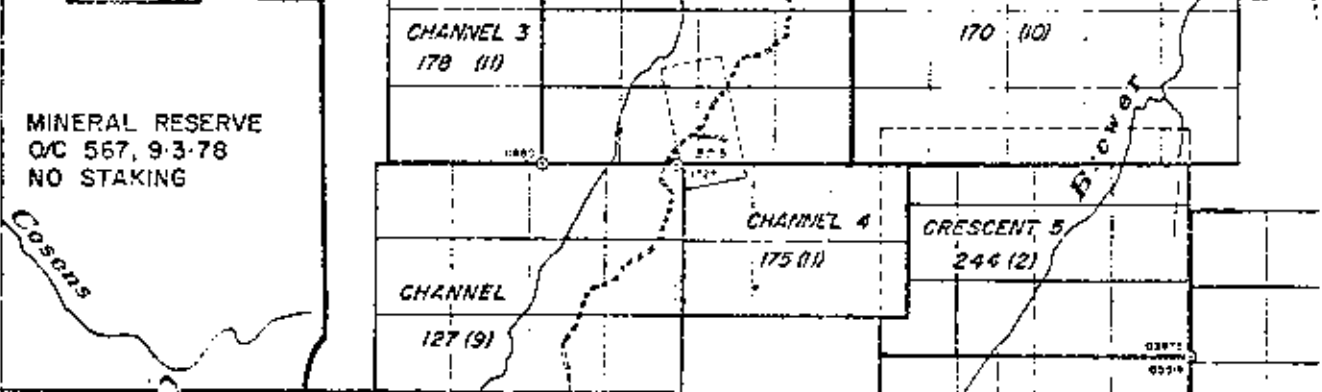 CHANNEL 3
178 (11)
170 (10)
MINERAL RESERVE
O/C 567, 9·3·78
NO STAKING
Cosens
CHANNEL 4
175 (11)
CRESCENT 5
244 (2)
CHANNEL
127 (9)